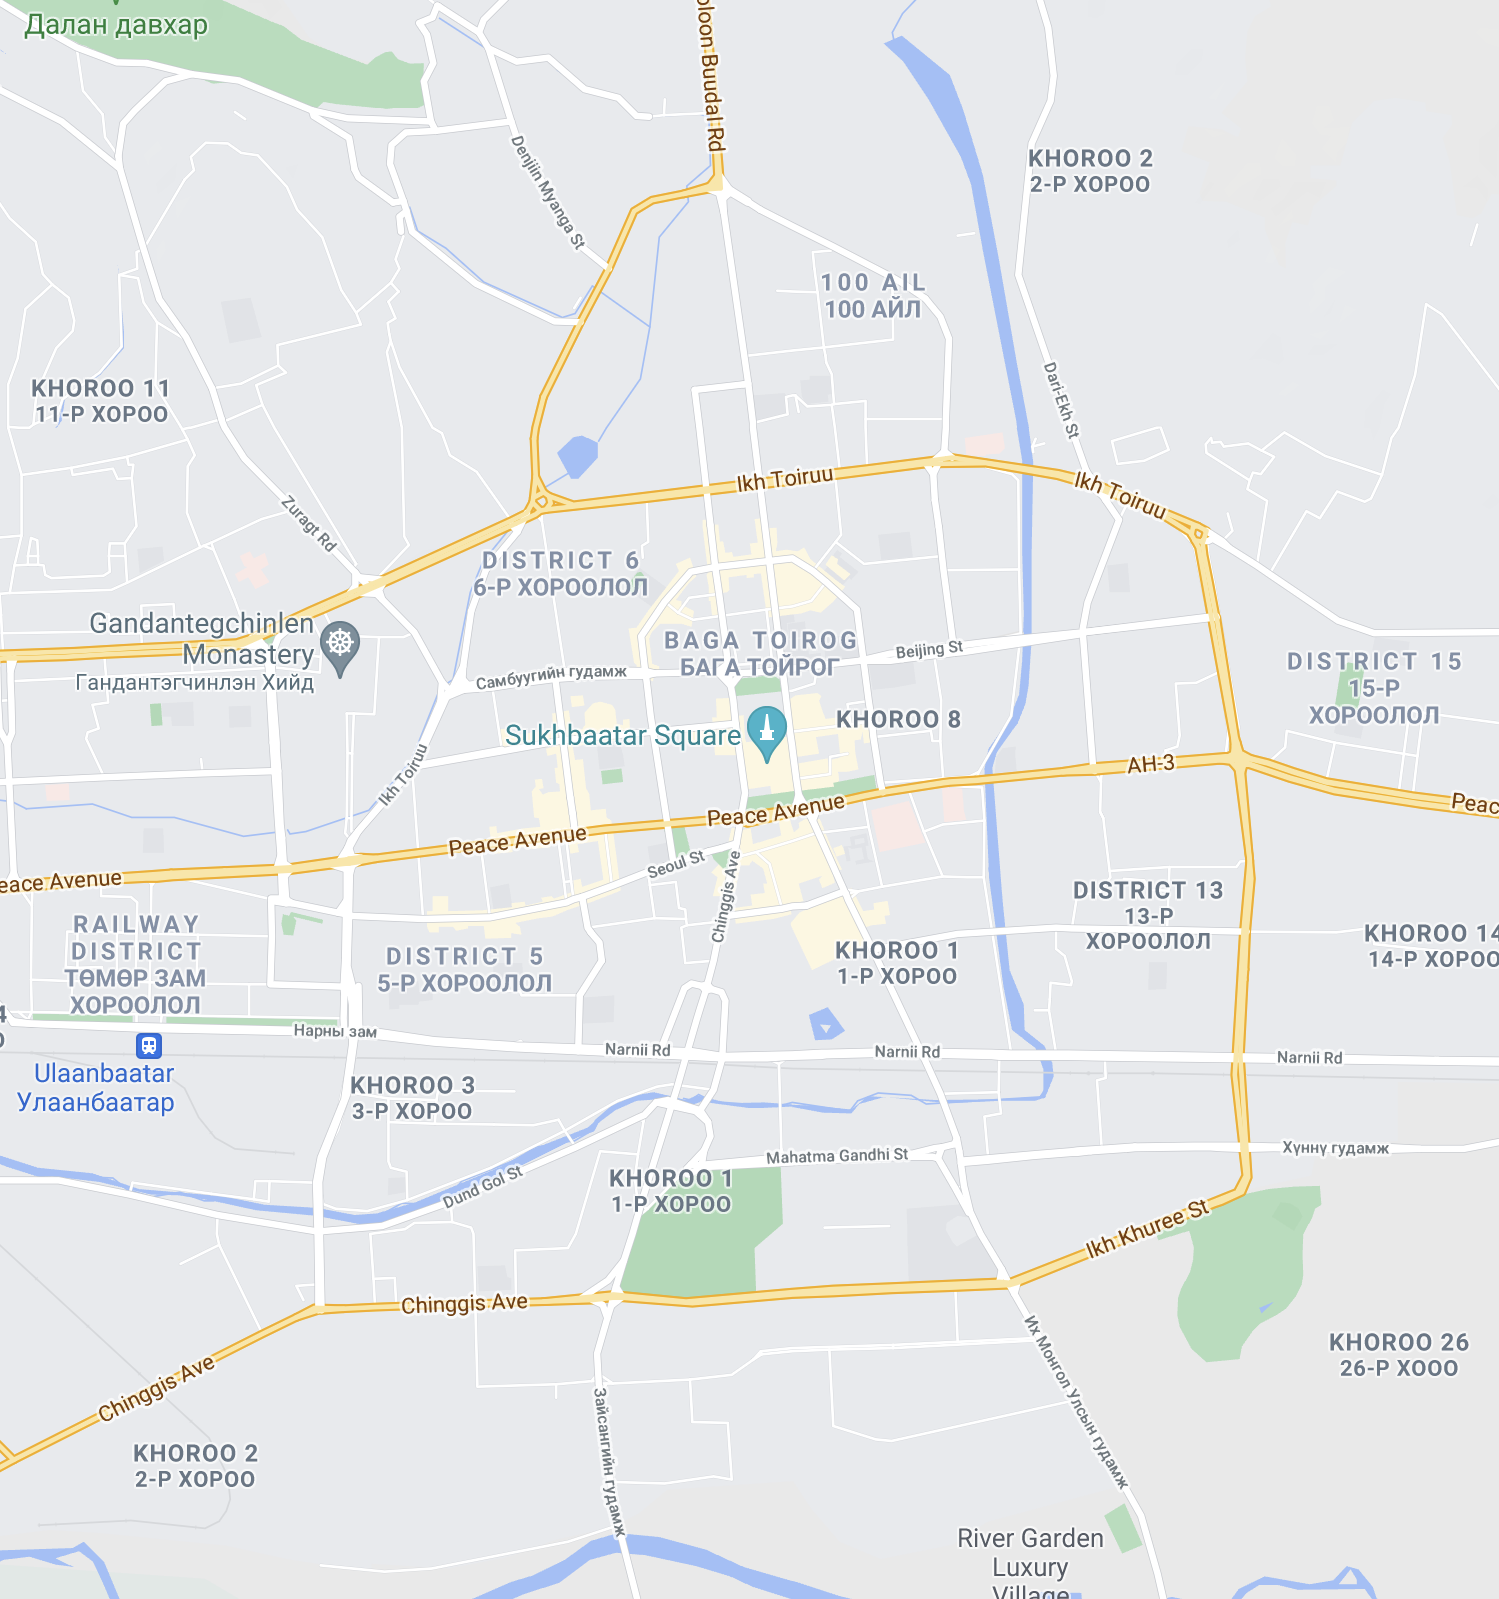 Далан давхар
oloon Buudal Rd
Denjiin Myanga St
KHOROO 2
2-Р ХОРОО
100 AIL
100 АЙЛ
KHOROO 11
11-Р ХОРОО
Dari-Ekh St
Ikh Toiruu
Ikh Toiruu
Zuragt Rd
DISTRICT 6
6-Р ХОРООЛОЛ
Gandantegchinlen
Monastery
Гандантэгчинлэн Хийд
BAGA TOIROG
БАГА ТОЙРОГ
Beijing St
Самбуугийн гудамж
DISTRICT 15
15-Р
ХОРООЛОЛ
Sukhbaatar Square
KHOROO 8
Ikh Toiruu
AH-3
Peac
Peace Avenue
Peace Avenue
eace Avenue
Seoul St
Chinggis Ave
DISTRICT 13
13-Р
ХОРООЛОЛ
RAILWAY
DISTRICT
ТӨМӨР ЗАМ
ХОРООЛОЛ
DISTRICT 5
5-Р ХОРООЛОЛ
KHOROO 1
1-Р ХОРОО
KHOROO 14
14-Р ХОРОО
4
О
Нарны зам
Narnii Rd
Narnii Rd
Narnii Rd
Ulaanbaatar
Улаанбаатар
KHOROO 3
3-Р ХОРОО
Mahatma Gandhi St
Хүннү гудамж
Dund Gol St
KHOROO 1
1-Р ХОРОО
Ikh Khuree St
Chinggis Ave
Chinggis Ave
Их Монгол Улсын гудамж
KHOROO 26
26-Р ХООО
Зайсангийн гудамж
KHOROO 2
2-Р ХОРОО
River Garden
Luxury
Village